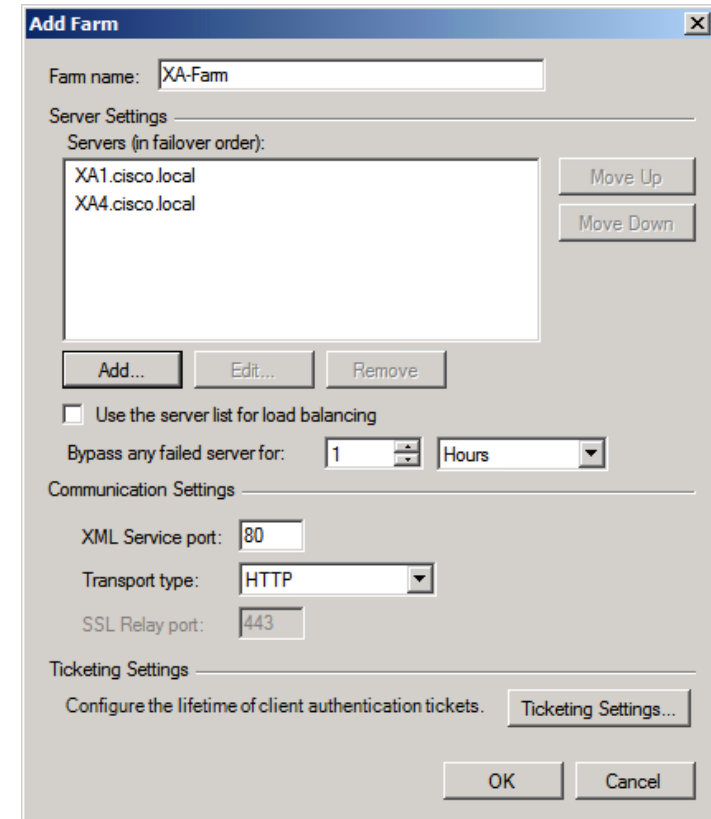 Add Farm
Farm name: XA-Farm
Server Settings
Servers (in failover order):
XA1.cisco.local
XA4.cisco.local
Move Up
Move Down
Add... Edit... Remove
Use the server list for load balancing
Bypass any failed server for: 1 Hours
Communication Settings
XML Service port: 80
Transport type: HTTP
SSL Relay port: 443
Ticketing Settings
Configure the lifetime of client authentication tickets. Ticketing Settings...
OK Cancel